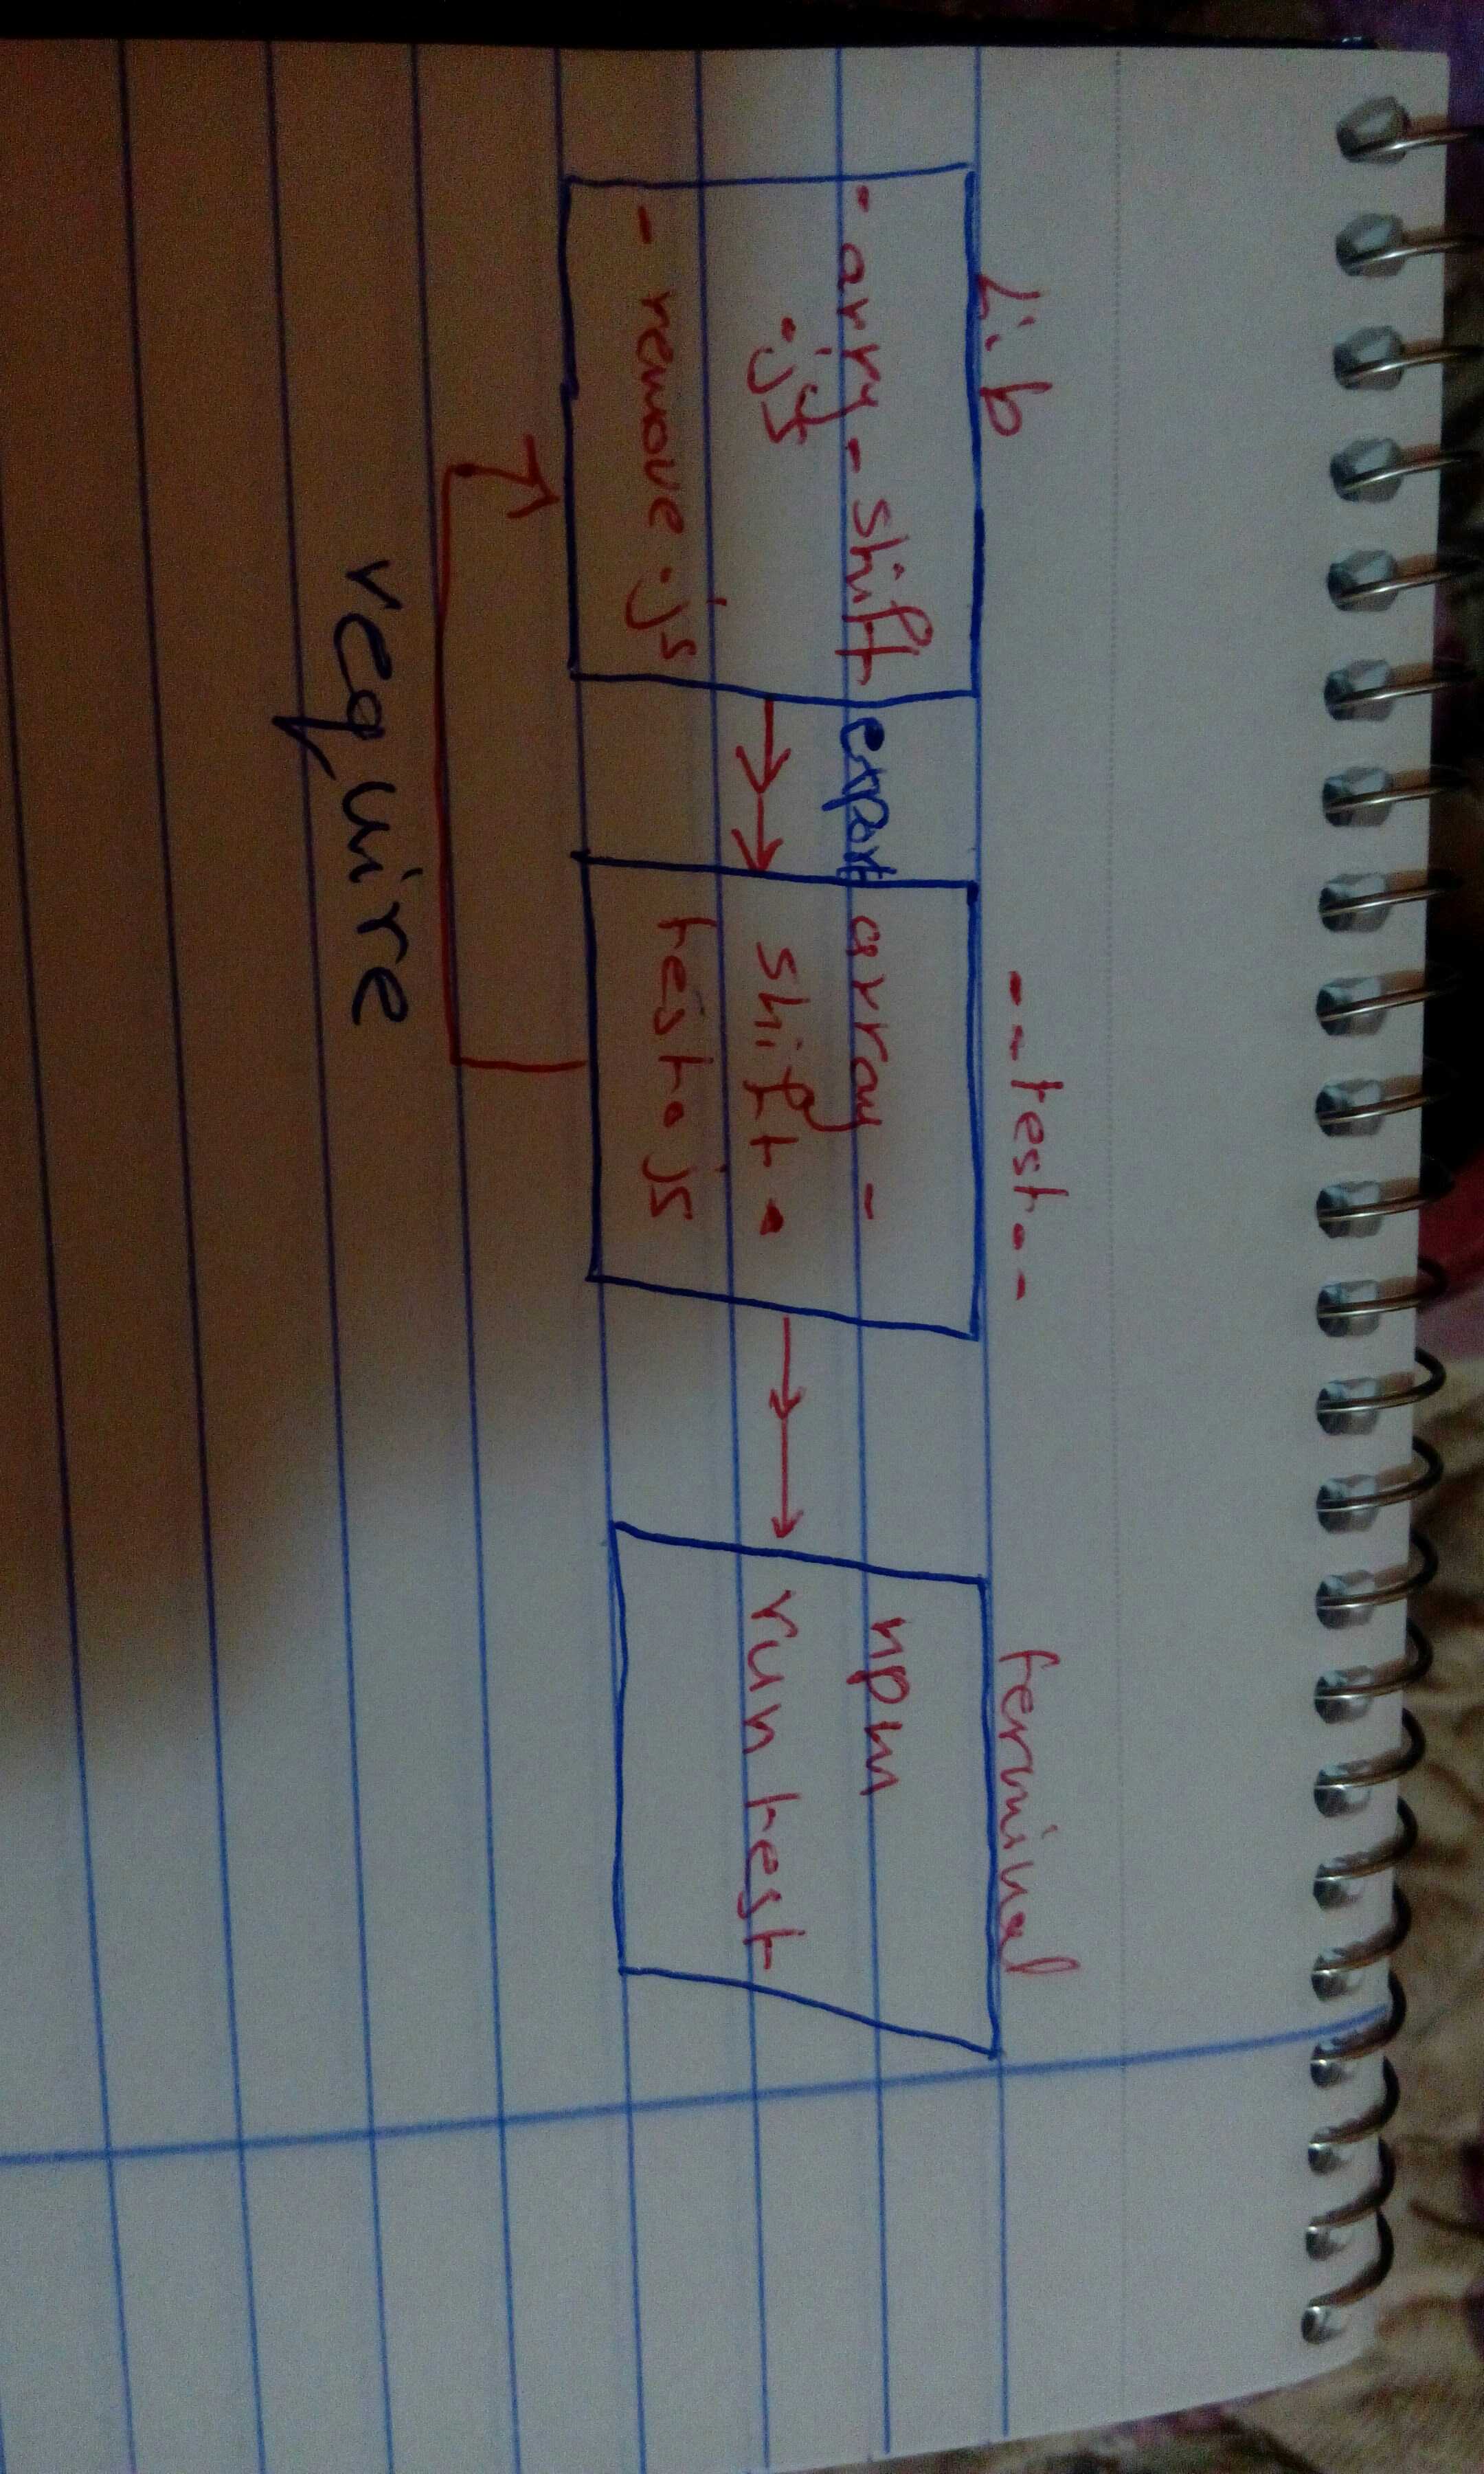 Lib
- arry-shift
.js
- remove.js
export
--test--
array-
shift.
test.js
terminal
npm
run test
require